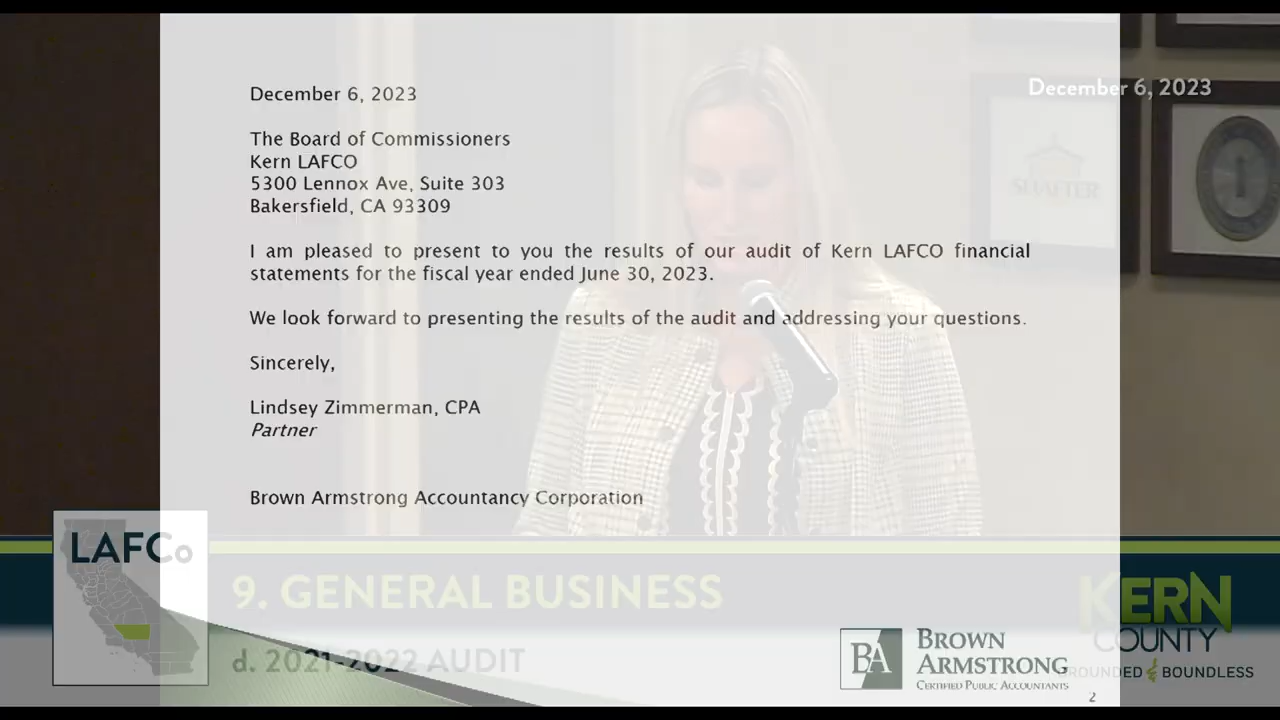 December 6, 2023
December 6, 2023
The Board of Commissioners
Kern LAFCO
5300 Lennox Ave, Suite 303
Bakersfield, CA 93309
SHAFTER
I am pleased to present to you the results of our audit of Kern LAFCO financial
statements for the fiscal year ended June 30, 2023.
We look forward to presenting the results of the audit and addressing your questions.
Sincerely,
Lindsey Zimmerman, CPA
Partner
Brown Armstrong Accountancy Corporation
LAFCo
9. GENERAL BUSINESS
d. 2021-2022 AUDIT
BA
BROWN
ARMSTRONG
CERTIFIED PUBLIC ACCOUNTANTS
KERN
COUNTY
GROUNDED & BOUNDLESS
2